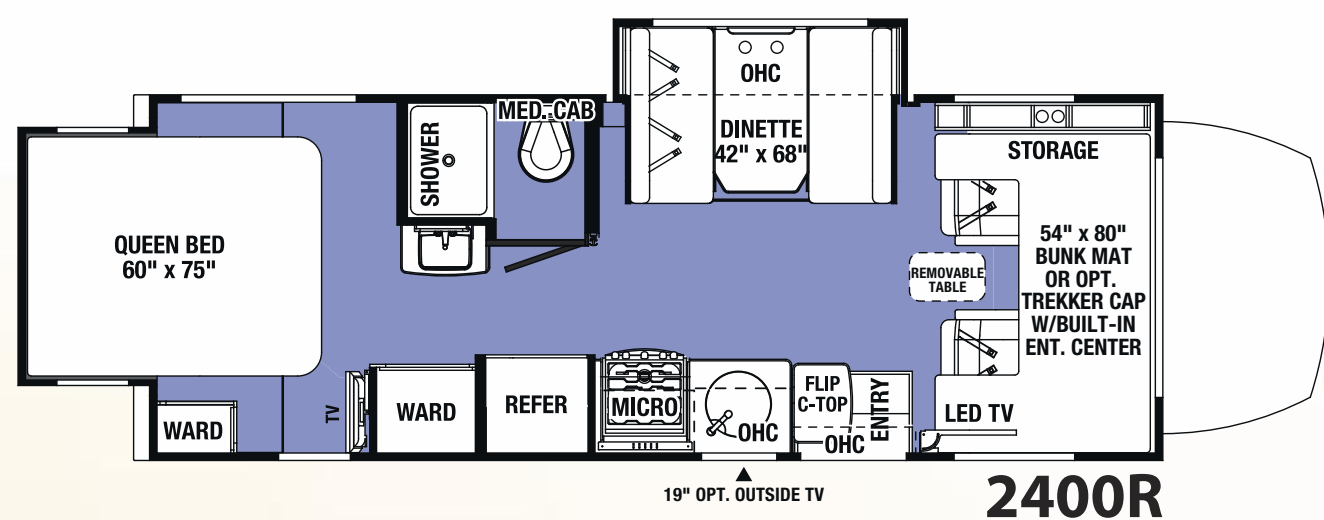 MED. CAB
SHOWER
QUEEN BED
60" x 75"
OHC
DINETTE
42" x 68"
STORAGE
54" x 80"
BUNK MAT
OR OPT.
TREKKER CAP
W/BUILT-IN
ENT. CENTER
REMOVABLE
TABLE
WARD
TV
WARD
REFER
MICRO
OHC
FLIP
C-TOP
OHC
ENTRY
LED TV
19" OPT. OUTSIDE TV
2400R